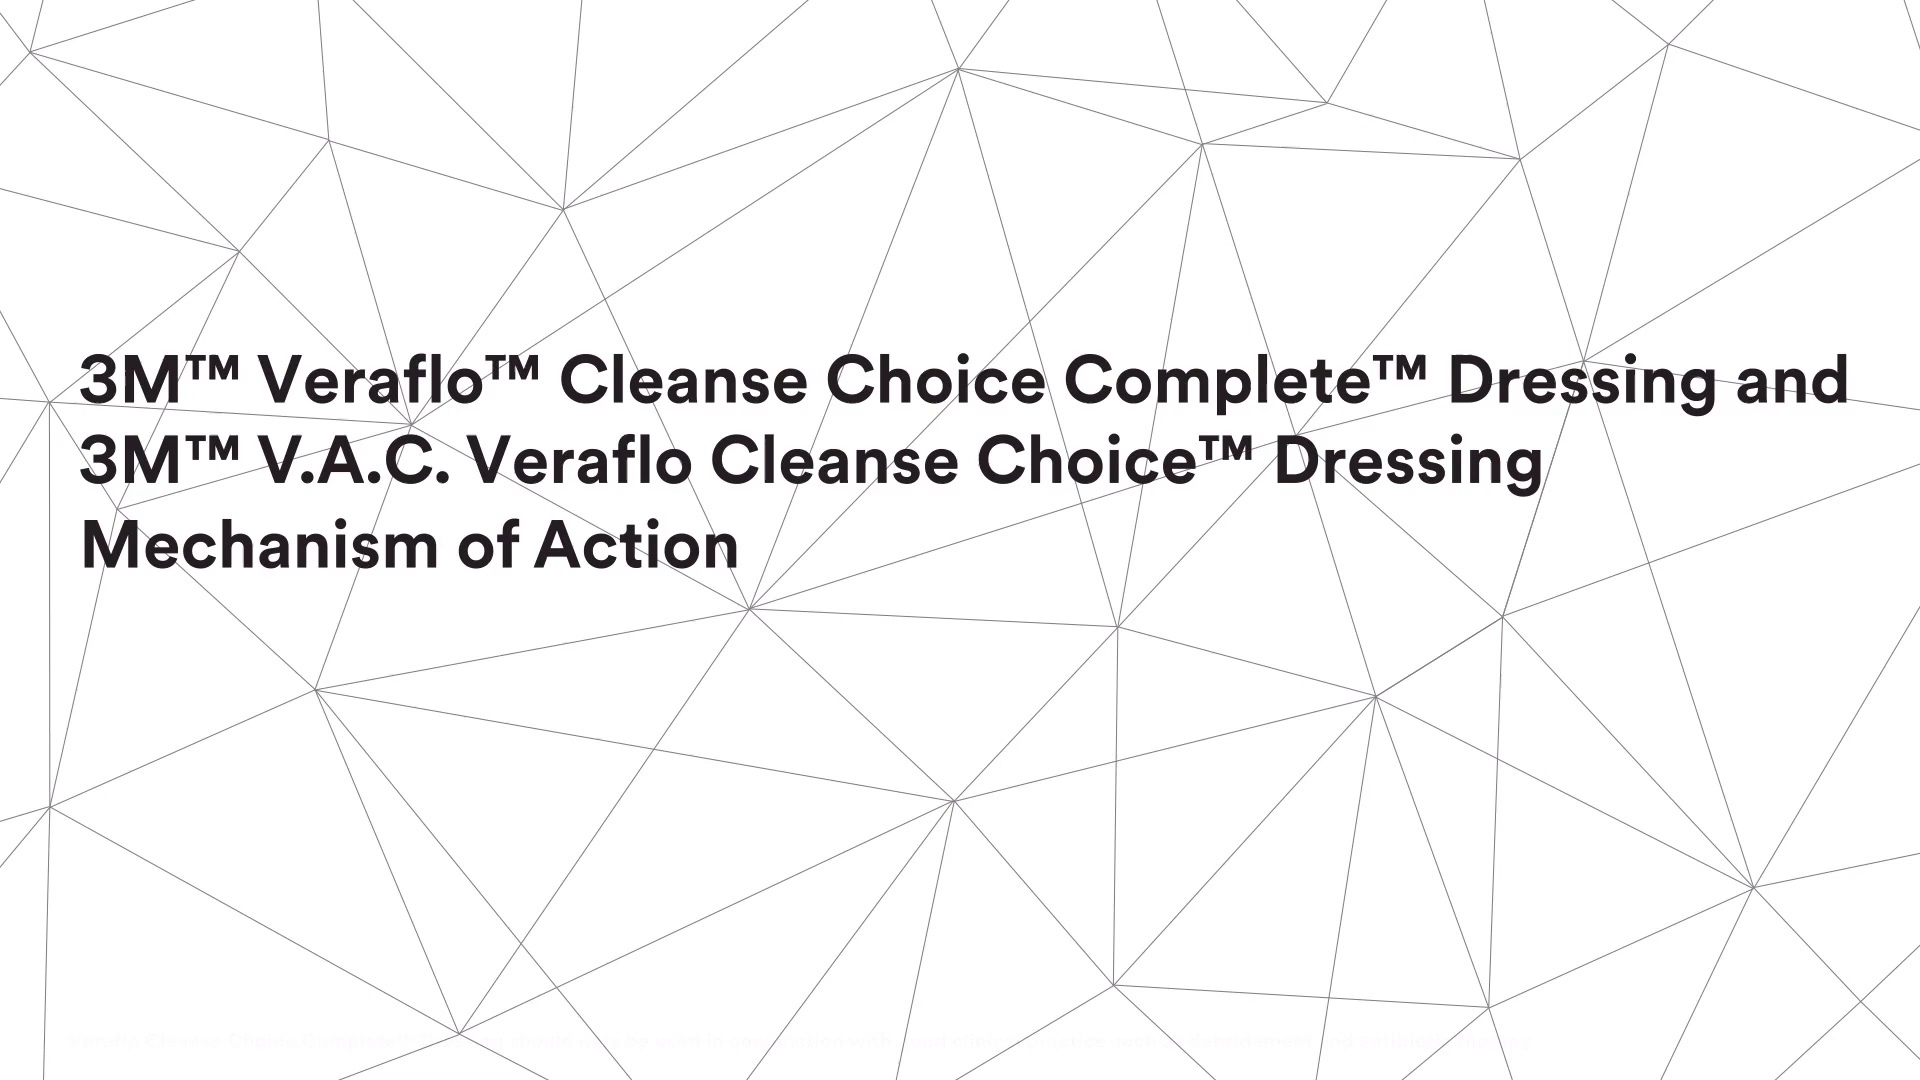 3M™ Veraflo™ Cleanse Choice Complete™ Dressing and
3M™ V.A.C. Veraflo Cleanse Choice™ Dressing
Mechanism of Action